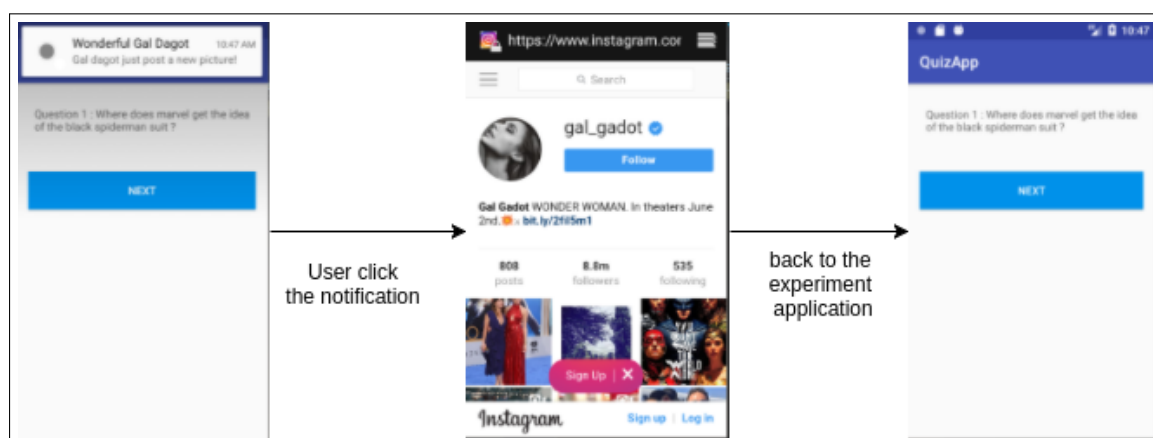 Wonderful Gal Dagot 10:47 AM
Gal dagot just post a new picture!
Question 1 : Where does marvel get the idea
of the black spiderman suit ?
NEXT
User click
the notification
https://www.instagram.cor
Search
gal_gadot
Follow
Gal Gadot WONDER WOMAN. In theaters June
2nd. bit.ly/2fil5m1
808 8.8m 535
posts followers following
Sign Up | X
Instagram Sign up | Log in
back to the
experiment
application
10:47
QuizApp
Question 1 : Where does marvel get the idea
of the black spiderman suit ?
NEXT